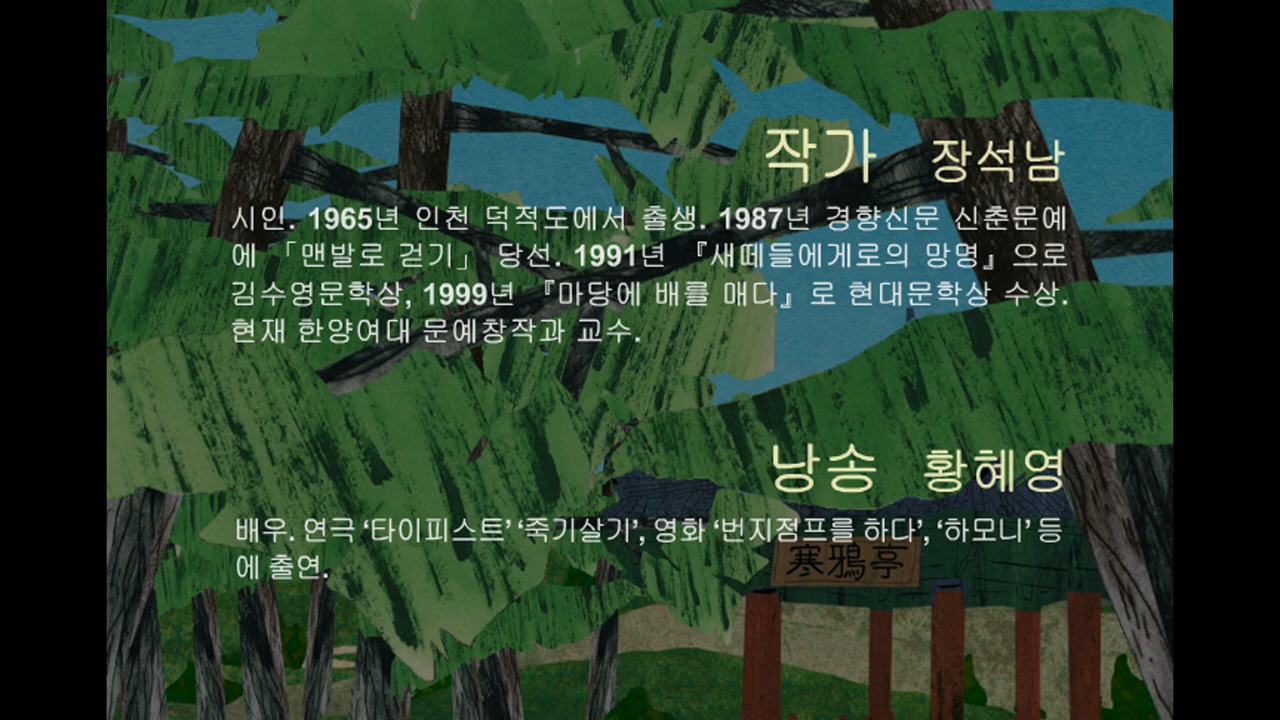 작가 장석남
시인. 1965년 인천 덕적도에서 출생. 1987년 경향신문 신춘문예
에 「맨발로 걷기」 당선. 1991년 『새떼들에게로의 망명』으로
김수영문학상, 1999년 『마당에 배를 매다』로 현대문학상 수상.
현재 한양여대 문예창작과 교수.
낭송 황혜영
배우. 연극 ‘타이피스트’ ‘죽기살기’, 영화 ‘번지점프를 하다’, ‘하모니’ 등
에 출연.
寒鴉亭